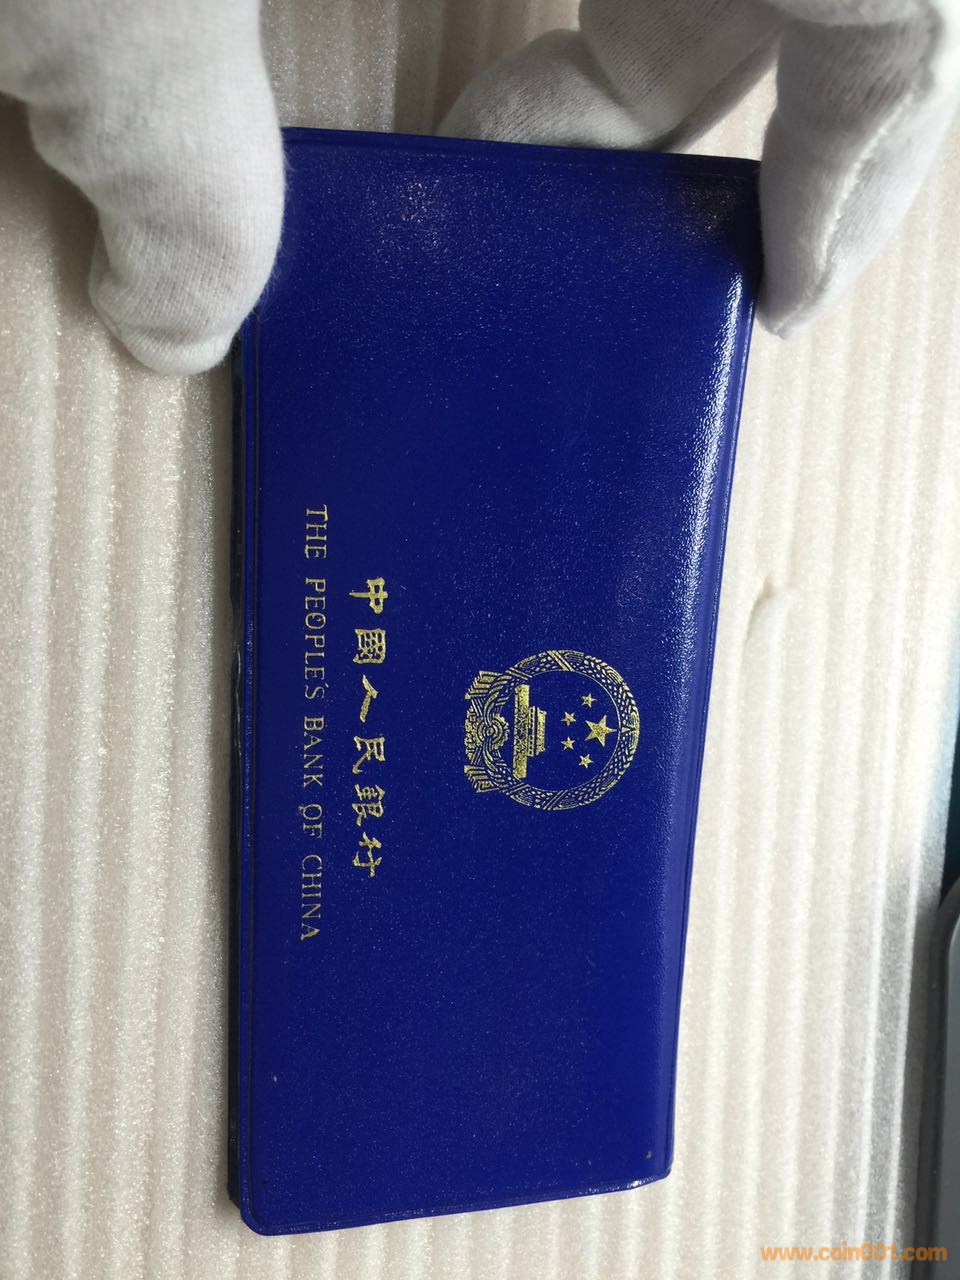 中國人民銀行
THE PEOPLE'S BANK OF CHINA
www.coin001.com